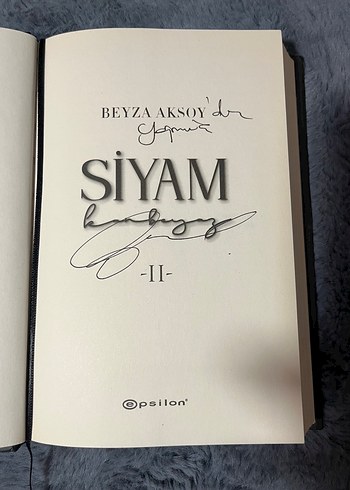 BEYZA AKSOY'dan
SİYAM
-II-
epsilon®